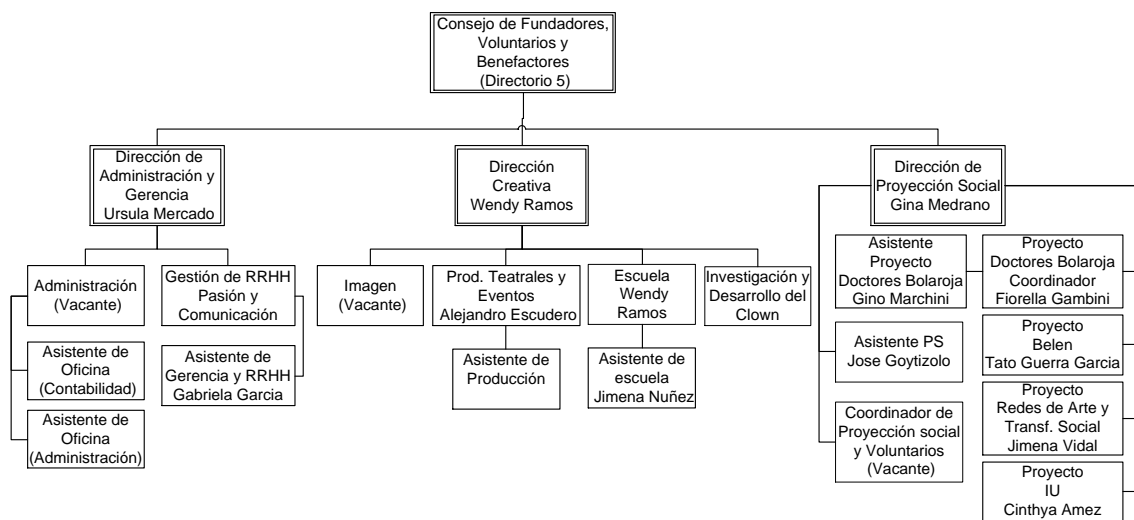 Consejo de Fundadores,
Voluntarios y
Benefactores
(Directorio 5)
Dirección de
Administración y
Gerencia
Ursula Mercado
Dirección
Creativa
Wendy Ramos
Dirección de
Proyección Social
Gina Medrano
Administración
(Vacante)
Gestión de RRHH
Pasión y
Comunicación
Imagen
(Vacante)
Prod. Teatrales y
Eventos
Alejandro Escudero
Escuela
Wendy
Ramos
Investigación y
Desarrollo del
Clown
Asistente
Proyecto
Doctores Bolaroja
Gino Marchini
Proyecto
Doctores Bolaroja
Coordinador
Fiorella Gambini
Asistente de
Oficina
(Contabilidad)
Asistente de
Gerencia y RRHH
Gabriela Garcia
Asistente de
Producción
Asistente de
escuela
Jimena Nuñez
Asistente PS
Jose Goytizolo
Proyecto
Belen
Tato Guerra Garcia
Asistente de
Oficina
(Administración)
Coordinador de
Proyección social
y Voluntarios
(Vacante)
Proyecto
Redes de Arte y
Transf. Social
Jimena Vidal
Proyecto
IU
Cinthya Amez